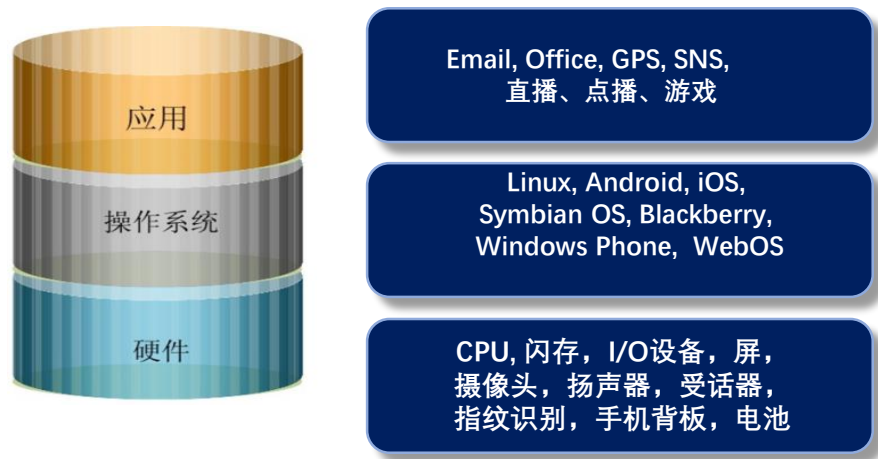 应用
Email, Office, GPS, SNS,
直播、点播、游戏
操作系统
Linux, Android, iOS,
Symbian OS, Blackberry,
Windows Phone, WebOS
硬件
CPU, 闪存，I/O设备，屏，
摄像头，扬声器，受话器，
指纹识别，手机背板，电池